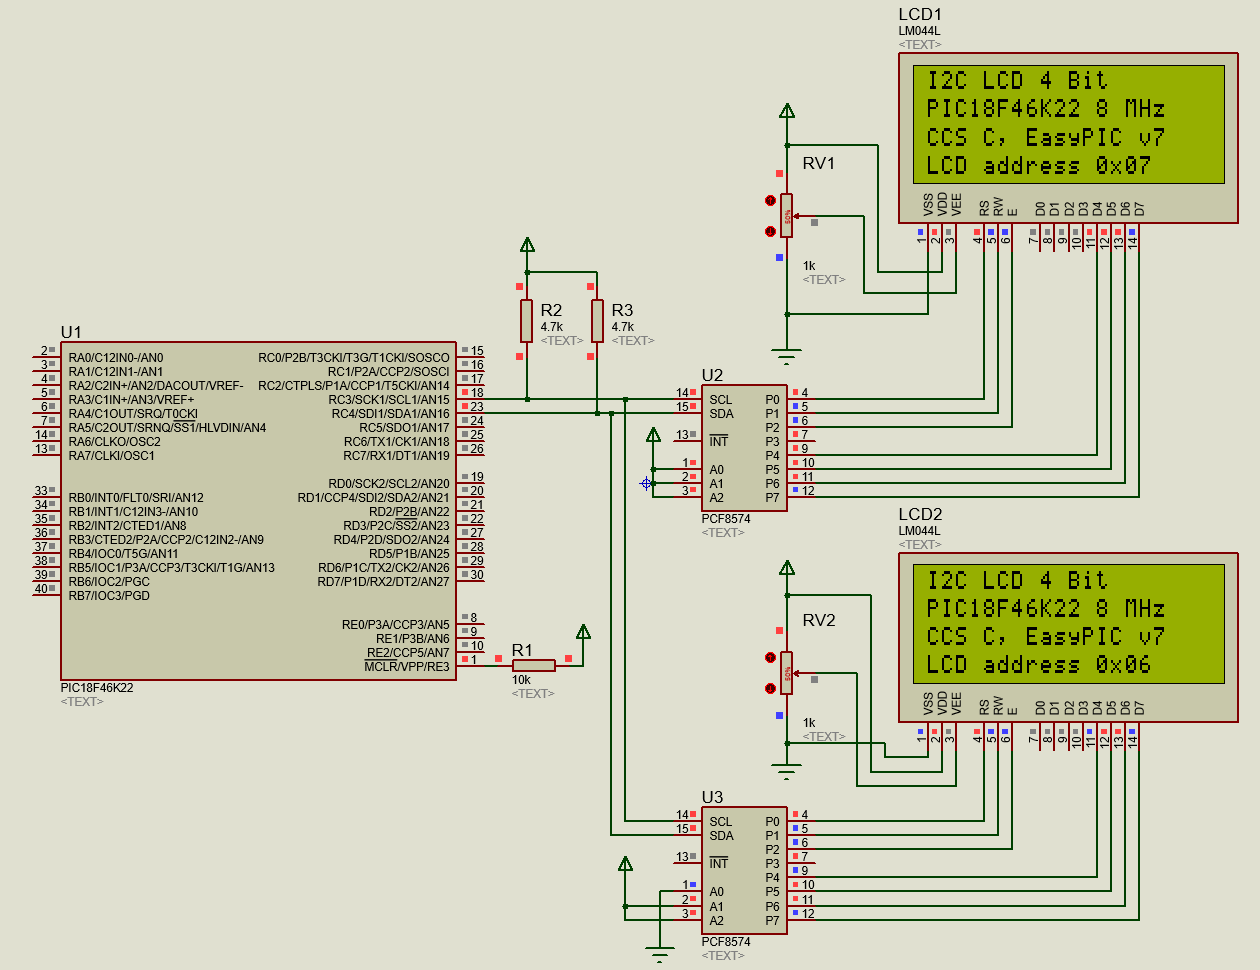 LCD1
LM044L
<TEXT>
I2C LCD 4 Bit
PIC18F46K22 8 MHz
CCS C, EasyPIC v7
LCD address 0x07
VSS VDD VEE RS RW E D0 D1 D2 D3 D4 D5 D6 D7
1 2 3 4 5 6 7 8 9 10 11 12 13 14
RV1
50%
1k
<TEXT>
R2
4.7k
<TEXT>
R3
4.7k
<TEXT>
U1
2 RA0/C12IN0-/AN0 RC0/P2B/T3CKI/T3G/T1CKI/SOSCO 15
3 RA1/C12IN1-/AN1 RC1/P2A/CCP2/SOSCI 16
4 RA2/C2IN+/AN2/DACOUT/VREF- RC2/CTPLS/P1A/CCP1/T5CKI/AN14 17
5 RA3/C1IN+/AN3/VREF+ RC3/SCK1/SCL1/AN15 18
6 RA4/C1OUT/SRQ/T0CKI RC4/SDI1/SDA1/AN16 23
7 RA5/C2OUT/SRNQ/SS1/HLVDIN/AN4 RC5/SDO1/AN17 24
14 RA6/CLKO/OSC2 RC6/TX1/CK1/AN18 25
13 RA7/CLKI/OSC1 RC7/RX1/DT1/AN19 26
RD0/SCK2/SCL2/AN20 19
33 RB0/INT0/FLT0/SRI/AN12 RD1/CCP4/SDI2/SDA2/AN21 20
34 RB1/INT1/C12IN3-/AN10 RD2/P2B/AN22 21
35 RB2/INT2/CTED1/AN8 RD3/P2C/SS2/AN23 22
36 RB3/CTED2/P2A/CCP2/C12IN2-/AN9 RD4/P2D/SDO2/AN24 27
37 RB4/IOC0/T5G/AN11 RD5/P1B/AN25 28
38 RB5/IOC1/P3A/CCP3/T3CKI/T1G/AN13 RD6/P1C/TX2/CK2/AN26 29
39 RB6/IOC2/PGC RD7/P1D/RX2/DT2/AN27 30
40 RB7/IOC3/PGD
RE0/P3A/CCP3/AN5 8
RE1/P3B/AN6 9
RE2/CCP5/AN7 10
MCLR/VPP/RE3 1
PIC18F46K22
<TEXT>
R1
10k
<TEXT>
U2
14 SCL P0 4
15 SDA P1 5
P2 6
13 INT P3 7
P4 9
1 A0 P5 10
2 A1 P6 11
3 A2 P7 12
PCF8574
<TEXT>
LCD2
LM044L
<TEXT>
I2C LCD 4 Bit
PIC18F46K22 8 MHz
CCS C, EasyPIC v7
LCD address 0x06
VSS VDD VEE RS RW E D0 D1 D2 D3 D4 D5 D6 D7
1 2 3 4 5 6 7 8 9 10 11 12 13 14
RV2
50%
1k
<TEXT>
U3
14 SCL P0 4
15 SDA P1 5
P2 6
13 INT P3 7
P4 9
1 A0 P5 10
2 A1 P6 11
3 A2 P7 12
PCF8574
<TEXT>